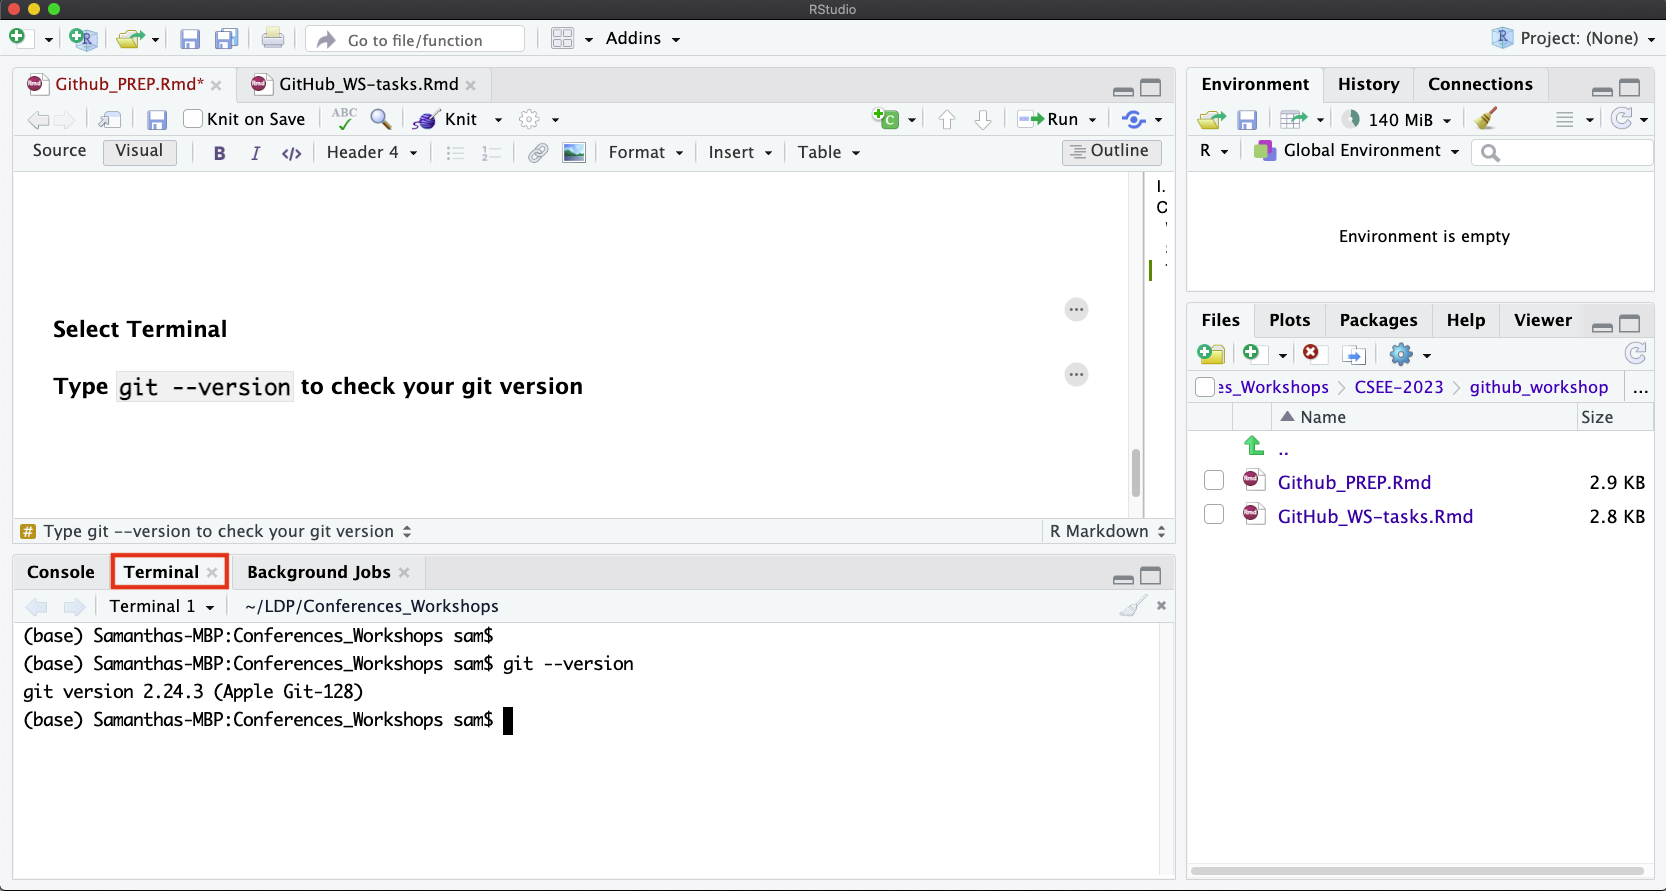 RStudio
Go to file/function
Addins
Project: (None)
Github_PREP.Rmd*
GitHub_WS-tasks.Rmd
Knit on Save
ABC
Knit
Run
Source
Visual
B
I
</>
Header 4
Format
Insert
Table
Outline
I.
C
Select Terminal
Type git --version to check your git version
# Type git --version to check your git version
R Markdown
Console
Terminal
Background Jobs
Terminal 1
~/LDP/Conferences_Workshops
(base) Samanthas-MBP:Conferences_Workshops sam$
(base) Samanthas-MBP:Conferences_Workshops sam$ git --version
git version 2.24.3 (Apple Git-128)
(base) Samanthas-MBP:Conferences_Workshops sam$
Environment
History
Connections
140 MiB
R
Global Environment
Environment is empty
Files
Plots
Packages
Help
Viewer
es_Workshops
CSEE-2023
github_workshop
...
Name
Size
..
Github_PREP.Rmd
2.9 KB
GitHub_WS-tasks.Rmd
2.8 KB